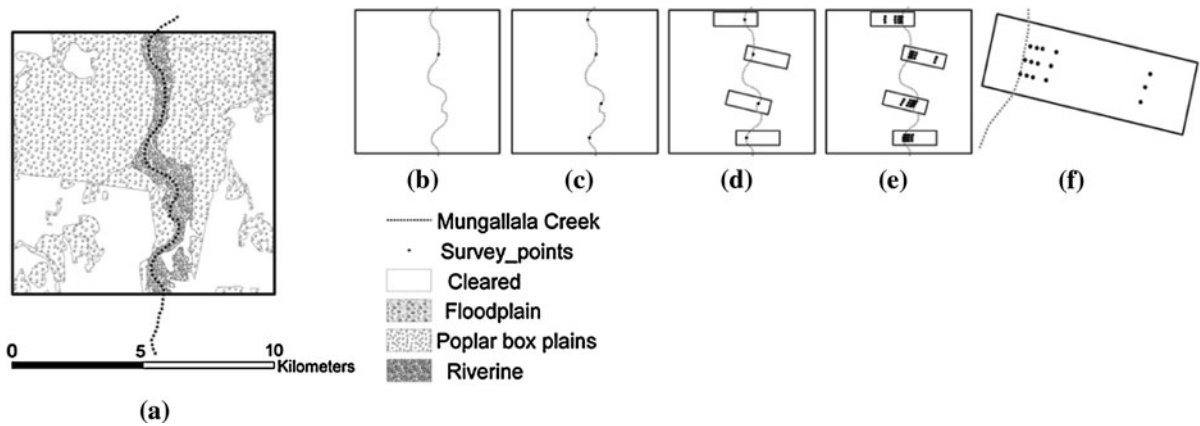 (b) (c) (d) (e) (f)
Mungallala Creek
Survey_points
Cleared
Floodplain
Poplar box plains
Riverine
0 5 10
Kilometers
(a)